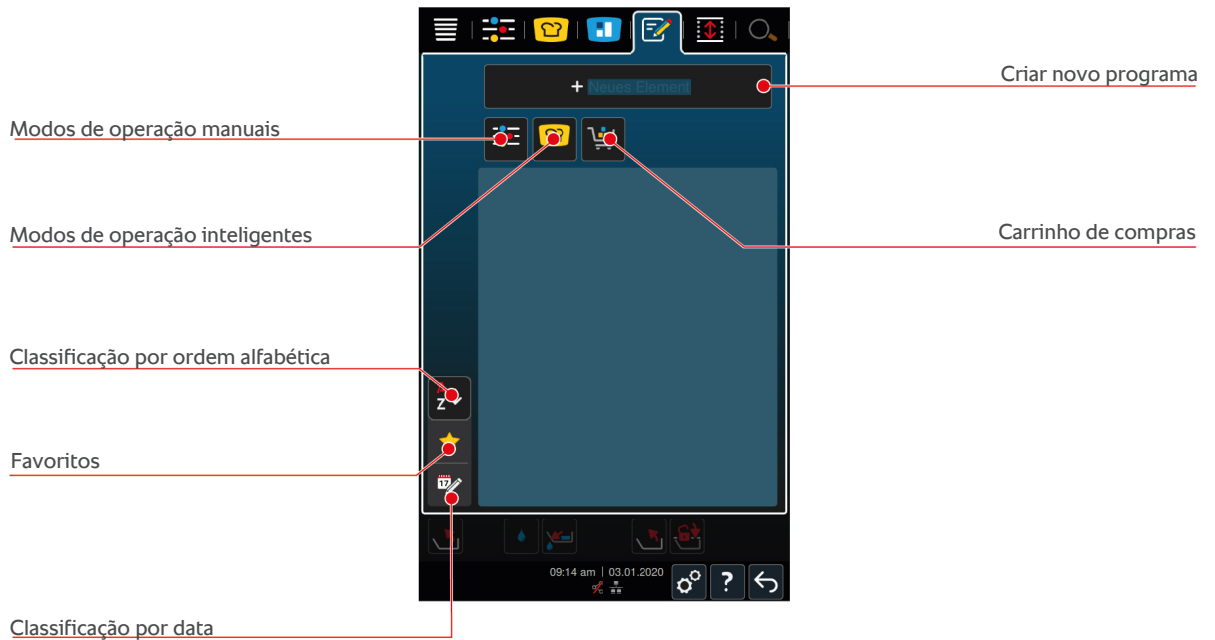 Criar novo programa
+ Neues Element
Modos de operação manuais
Modos de operação inteligentes
Carrinho de compras
Classificação por ordem alfabética
Z
Favoritos
17
09:14 am | 03.01.2020
°C
?
Classificação por data